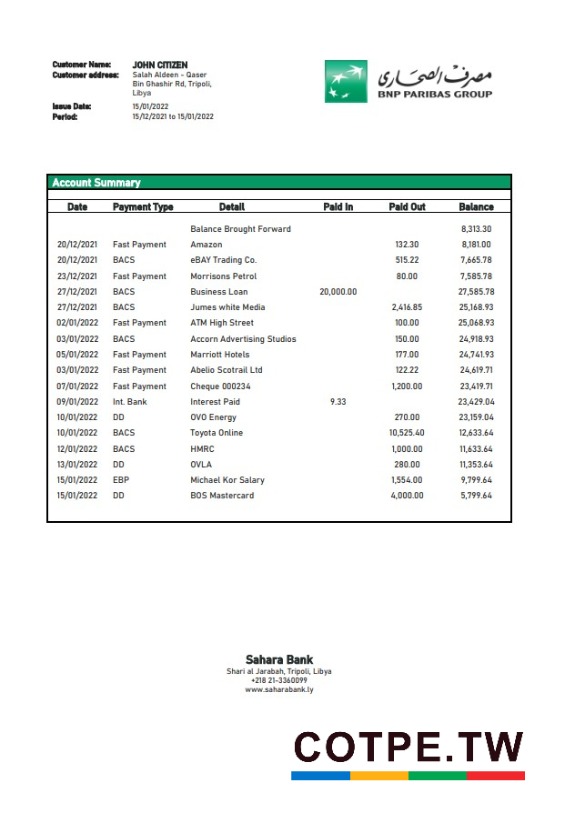 Customer Name: JOHN CITIZEN
Customer address: Salah Aldeen - Qaser
Bin Ghashir Rd, Tripoli,
Libya
Issue Date: 15/01/2022
Period: 15/12/2021 to 15/01/2022
مصرف الصحارى
BNP PARIBAS GROUP
Account Summary
Date Payment Type Detail Paid In Paid Out Balance
Balance Brought Forward 8,313.30
20/12/2021 Fast Payment Amazon 132.30 8,181.00
20/12/2021 BACS eBAY Trading Co. 515.22 7,665.78
23/12/2021 Fast Payment Morrisons Petrol 80.00 7,585.78
27/12/2021 BACS Business Loan 20,000.00 27,585.78
27/12/2021 BACS Jumes white Media 2,416.85 25,168.93
02/01/2022 Fast Payment ATM High Street 100.00 25,068.93
03/01/2022 BACS Accorn Advertising Studios 150.00 24,918.93
05/01/2022 Fast Payment Marriott Hotels 177.00 24,741.93
03/01/2022 Fast Payment Abelio Scotrail Ltd 122.22 24,619.71
07/01/2022 Fast Payment Cheque 000234 1,200.00 23,419.71
09/01/2022 Int. Bank Interest Paid 9.33 23,429.04
10/01/2022 DD OVO Energy 270.00 23,159.04
10/01/2022 BACS Toyota Online 10,525.40 12,633.64
12/01/2022 BACS HMRC 1,000.00 11,633.64
13/01/2022 DD OVLA 280.00 11,353.64
15/01/2022 EBP Michael Kor Salary 1,554.00 9,799.64
15/01/2022 DD BOS Mastercard 4,000.00 5,799.64
Sahara Bank
Shari al Jarabah, Tripoli, Libya
+218 21-3360099
www.saharabank.ly
COTPE.TW